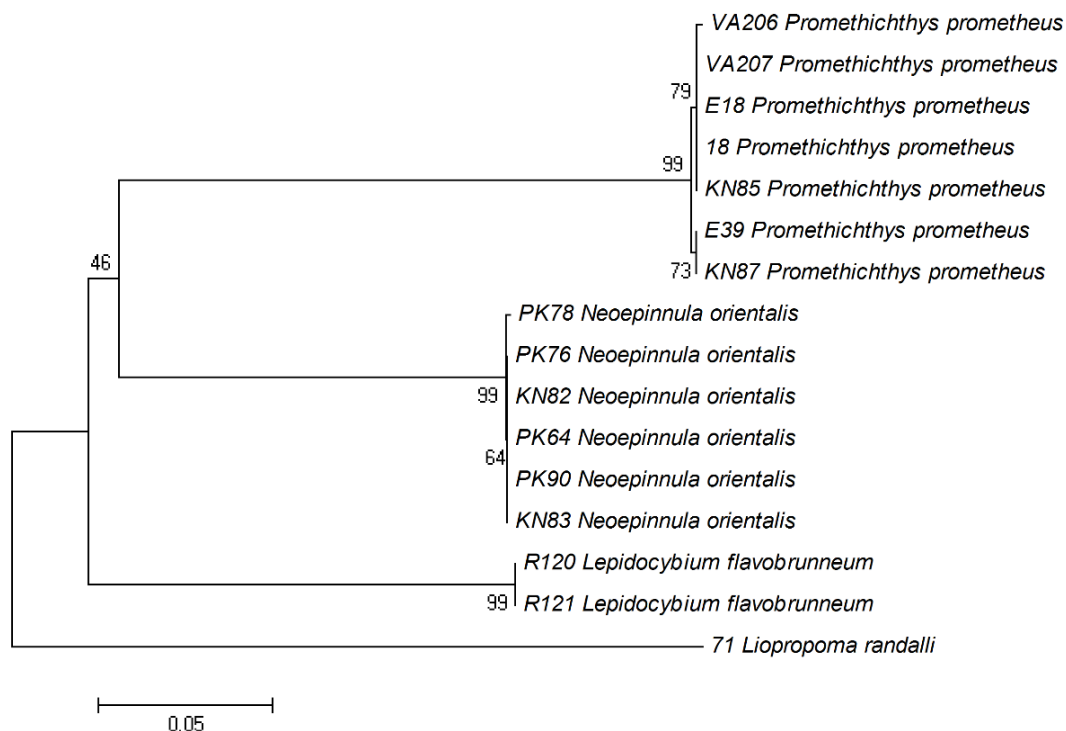 VA206 Promethichthys prometheus
VA207 Promethichthys prometheus
79
E18 Promethichthys prometheus
18 Promethichthys prometheus
99
KN85 Promethichthys prometheus
E39 Promethichthys prometheus
46
73
KN87 Promethichthys prometheus
PK78 Neoepinnula orientalis
PK76 Neoepinnula orientalis
99
KN82 Neoepinnula orientalis
PK64 Neoepinnula orientalis
64
PK90 Neoepinnula orientalis
KN83 Neoepinnula orientalis
R120 Lepidocybium flavobrunneum
99
R121 Lepidocybium flavobrunneum
71 Liopropoma randalli
0.05